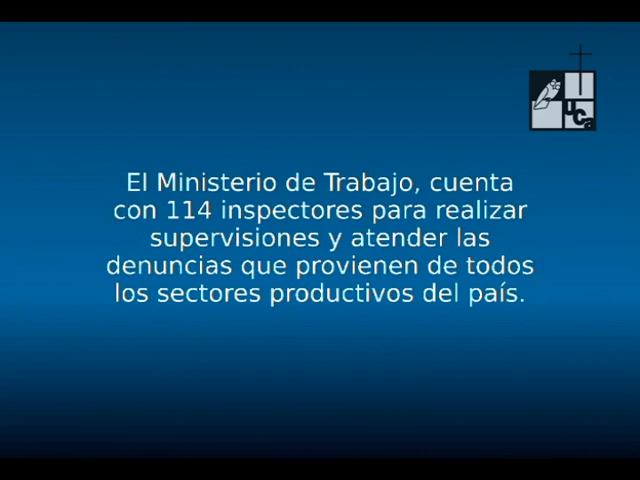 uca
El Ministerio de Trabajo, cuenta
con 114 inspectores para realizar
supervisiones y atender las
denuncias que provienen de todos
los sectores productivos del país.